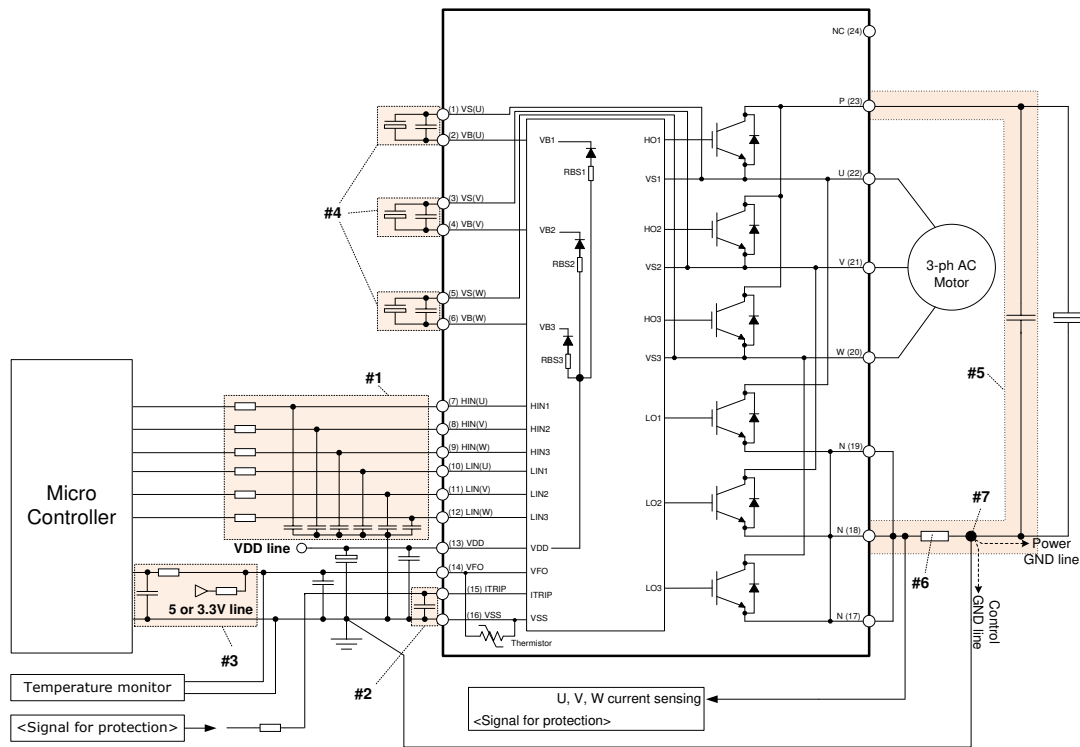 NC (24)
P (23)
(1) VS(U)
(2) VB(U)
VB1
RBS1
HO1
VS1
U (22)
#4
(3) VS(V)
(4) VB(V)
VB2
RBS2
HO2
VS2
V (21)
3-ph AC
Motor
(5) VS(W)
(6) VB(W)
VB3
RBS3
HO3
VS3
W (20)
#5
#1
Micro
Controller
(7) HIN(U)
(8) HIN(V)
(9) HIN(W)
(10) LIN(U)
(11) LIN(V)
(12) LIN(W)
HIN1
HIN2
HIN3
LIN1
LIN2
LIN3
LO1
N (19)
LO2
N (18)
#7
Power
GND line
#6
Control
GND line
VDD line
(13) VDD
VDD
(14) VFO
VFO
5 or 3.3V line
(15) ITRIP
ITRIP
(16) VSS
VSS
Thermistor
LO3
N (17)
#3
#2
Temperature monitor
<Signal for protection>
U, V, W current sensing
<Signal for protection>